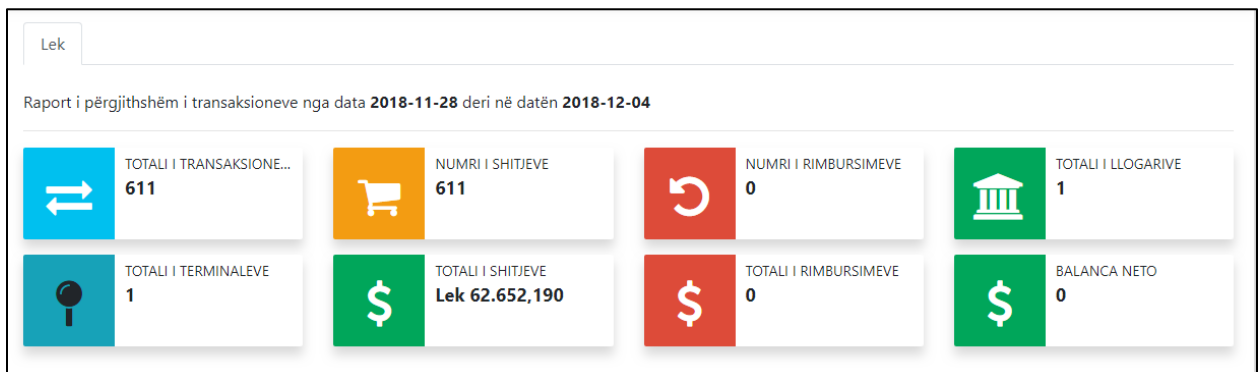 Lek
Raport i përgjithshëm i transaksioneve nga data 2018-11-28 deri në datën 2018-12-04
TOTALI I TRANSAKSIONE...
611
NUMRI I SHITJEVE
611
NUMRI I RIMBURSIMEVE
0
TOTALI I LLOGARIVE
1
TOTALI I TERMINALEVE
1
TOTALI I SHITJEVE
Lek 62.652,190
TOTALI I RIMBURSIMEVE
0
BALANCA NETO
0